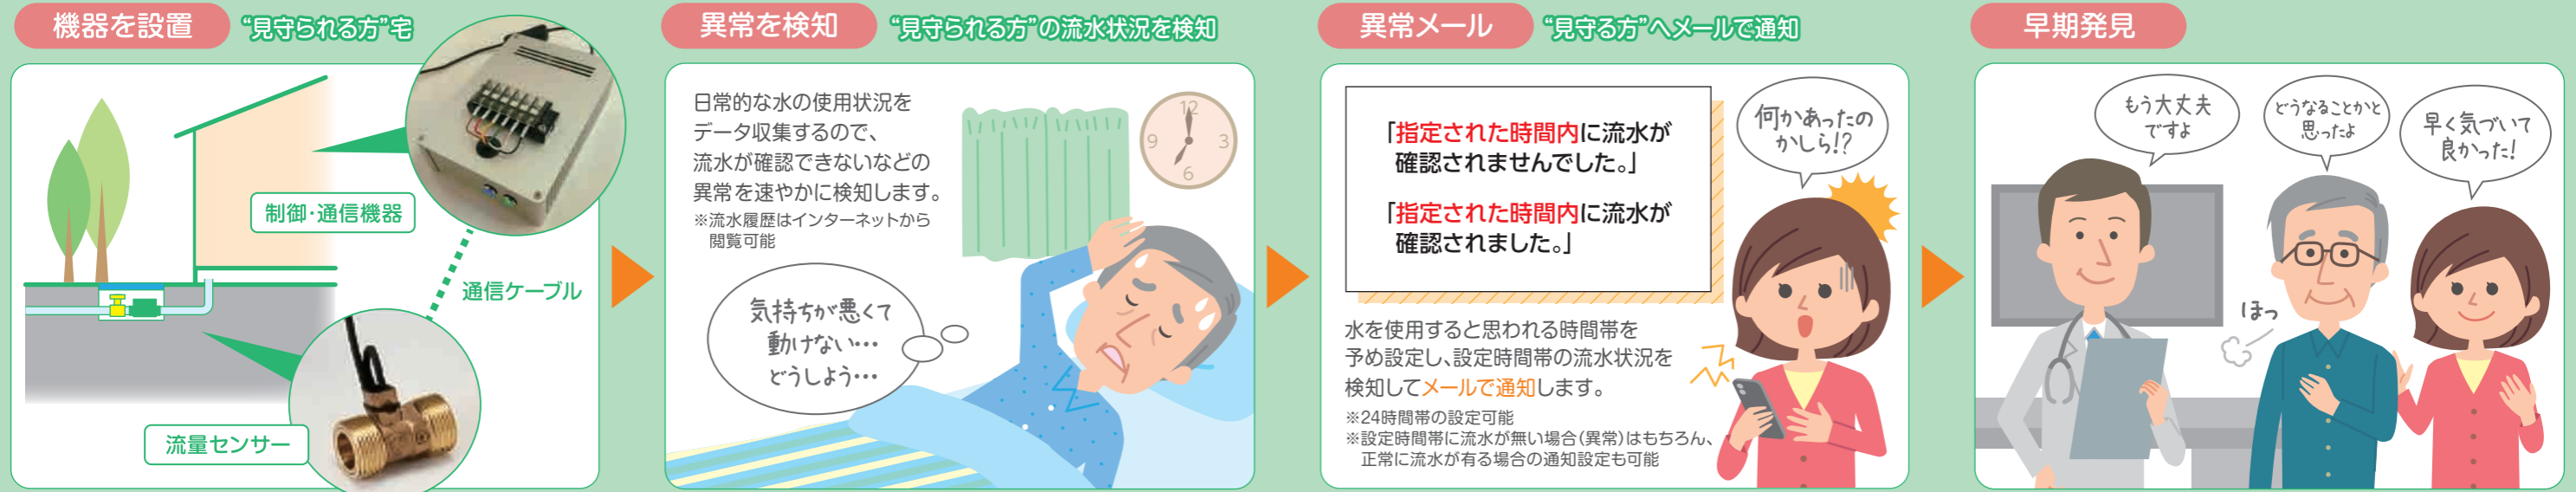 機器を設置 “見守られる方”宅
制御・通信機器
通信ケーブル
流量センサー
異常を検知 “見守られる方”の流水状況を検知
日常的な水の使用状況を
データ収集するので、
流水が確認できないなどの
異常を速やかに検知します。
※流水履歴はインターネットから
閲覧可能
12
9
3
6
気持ちが悪くて
動けない…
どうしよう…
異常メール “見守る方”へメールで通知
「指定された時間内に流水が
確認されませんでした。」
「指定された時間内に流水が
確認されました。」
何かあったの
かしら!?
水を使用すると思われる時間帯を
予め設定し、設定時間帯の流水状況を
検知してメールで通知します。
※24時間帯の設定可能
※設定時間帯に流水が無い場合(異常)はもちろん、
正常に流水が有る場合の通知設定も可能
早期発見
もう大丈夫
ですよ
どうなることかと
思ったよ
早く気づいて
良かった!
ほっ